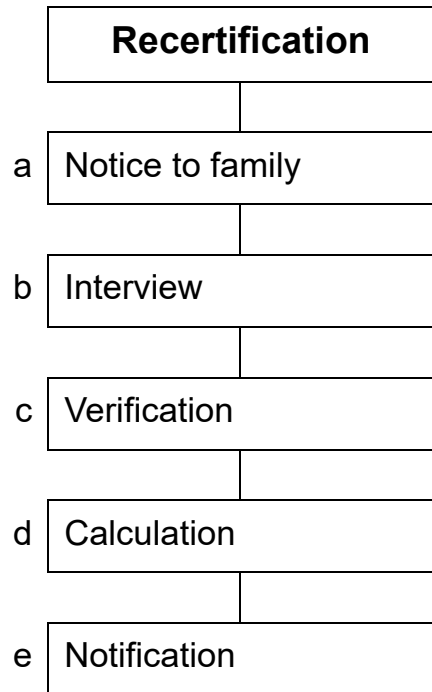 Recertification
a Notice to family
b Interview
c Verification
d Calculation
e Notification